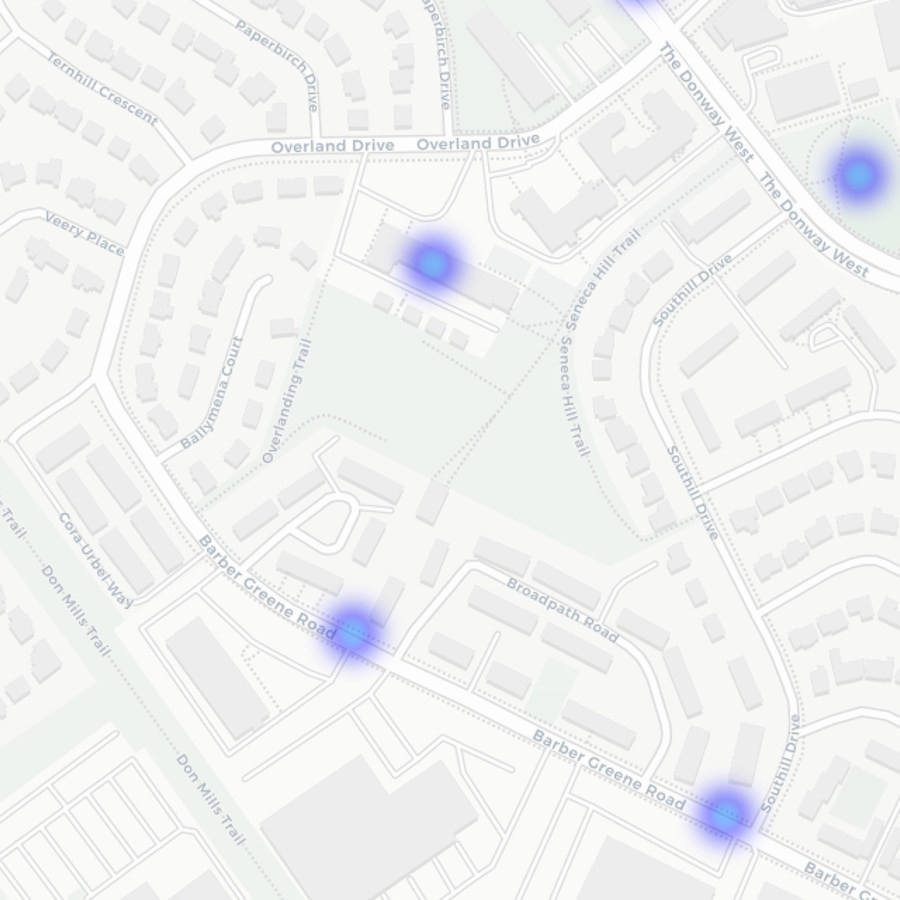 Paperbirch Drive
Paperbirch Drive
Ternhill Crescent
The Donway West
Overland Drive
Overland Drive
The Donway West
Veery Place
Seneca Hill Trail
Southill Drive
Ballymena Court
Overlanding Trail
Seneca Hill Trail
Southill Drive
s Trail
Cora Urbel Way
Don Mills Trail
Barber Greene Road
Broadpath Road
Southill Drive
Barber Greene Road
Don Mills Trail
Barber Gr